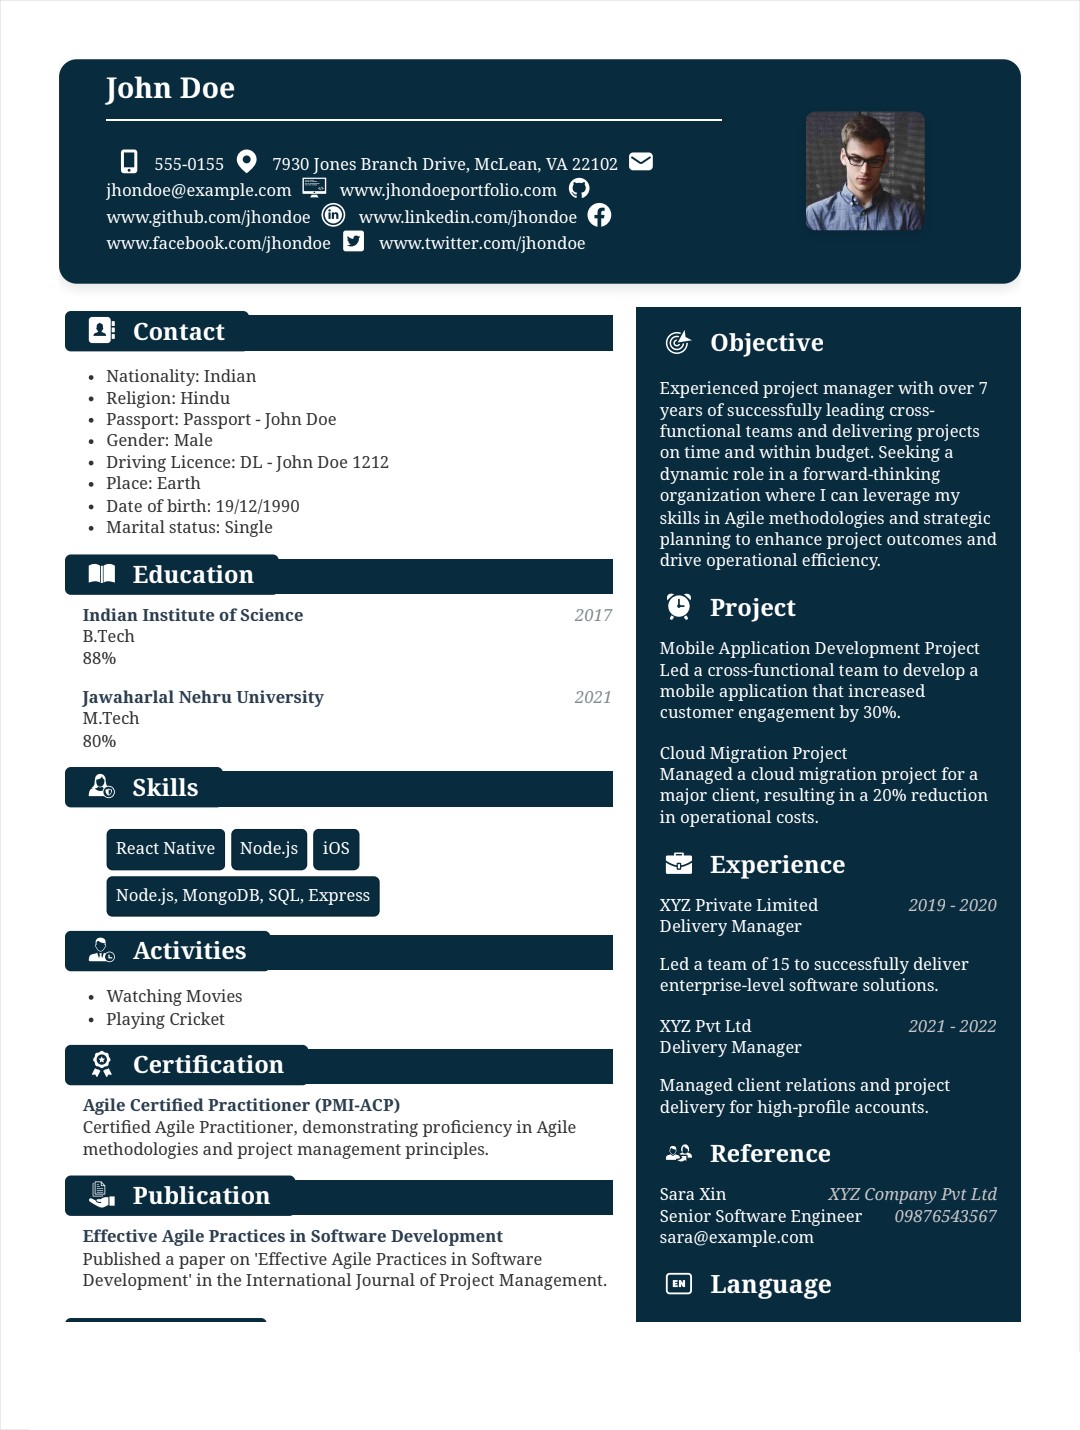 John Doe
555-0155 7930 Jones Branch Drive, McLean, VA 22102
jhondoe@example.com www.jhondoeportfolio.com
www.github.com/jhondoe www.linkedin.com/jhondoe
www.facebook.com/jhondoe www.twitter.com/jhondoe
Contact
Nationality: Indian
Religion: Hindu
Passport: Passport - John Doe
Gender: Male
Driving Licence: DL - John Doe 1212
Place: Earth
Date of birth: 19/12/1990
Marital status: Single
Education
Indian Institute of Science 2017
B.Tech
88%
Jawaharlal Nehru University 2021
M.Tech
80%
Skills
React Native Node.js iOS
Node.js, MongoDB, SQL, Express
Activities
Watching Movies
Playing Cricket
Certification
Agile Certified Practitioner (PMI-ACP)
Certified Agile Practitioner, demonstrating proficiency in Agile
methodologies and project management principles.
Publication
Effective Agile Practices in Software Development
Published a paper on 'Effective Agile Practices in Software
Development' in the International Journal of Project Management.
Objective
Experienced project manager with over 7
years of successfully leading cross-
functional teams and delivering projects
on time and within budget. Seeking a
dynamic role in a forward-thinking
organization where I can leverage my
skills in Agile methodologies and strategic
planning to enhance project outcomes and
drive operational efficiency.
Project
Mobile Application Development Project
Led a cross-functional team to develop a
mobile application that increased
customer engagement by 30%.
Cloud Migration Project
Managed a cloud migration project for a
major client, resulting in a 20% reduction
in operational costs.
Experience
XYZ Private Limited 2019 - 2020
Delivery Manager
Led a team of 15 to successfully deliver
enterprise-level software solutions.
XYZ Pvt Ltd 2021 - 2022
Delivery Manager
Managed client relations and project
delivery for high-profile accounts.
Reference
Sara Xin XYZ Company Pvt Ltd
Senior Software Engineer 09876543567
sara@example.com
EN Language